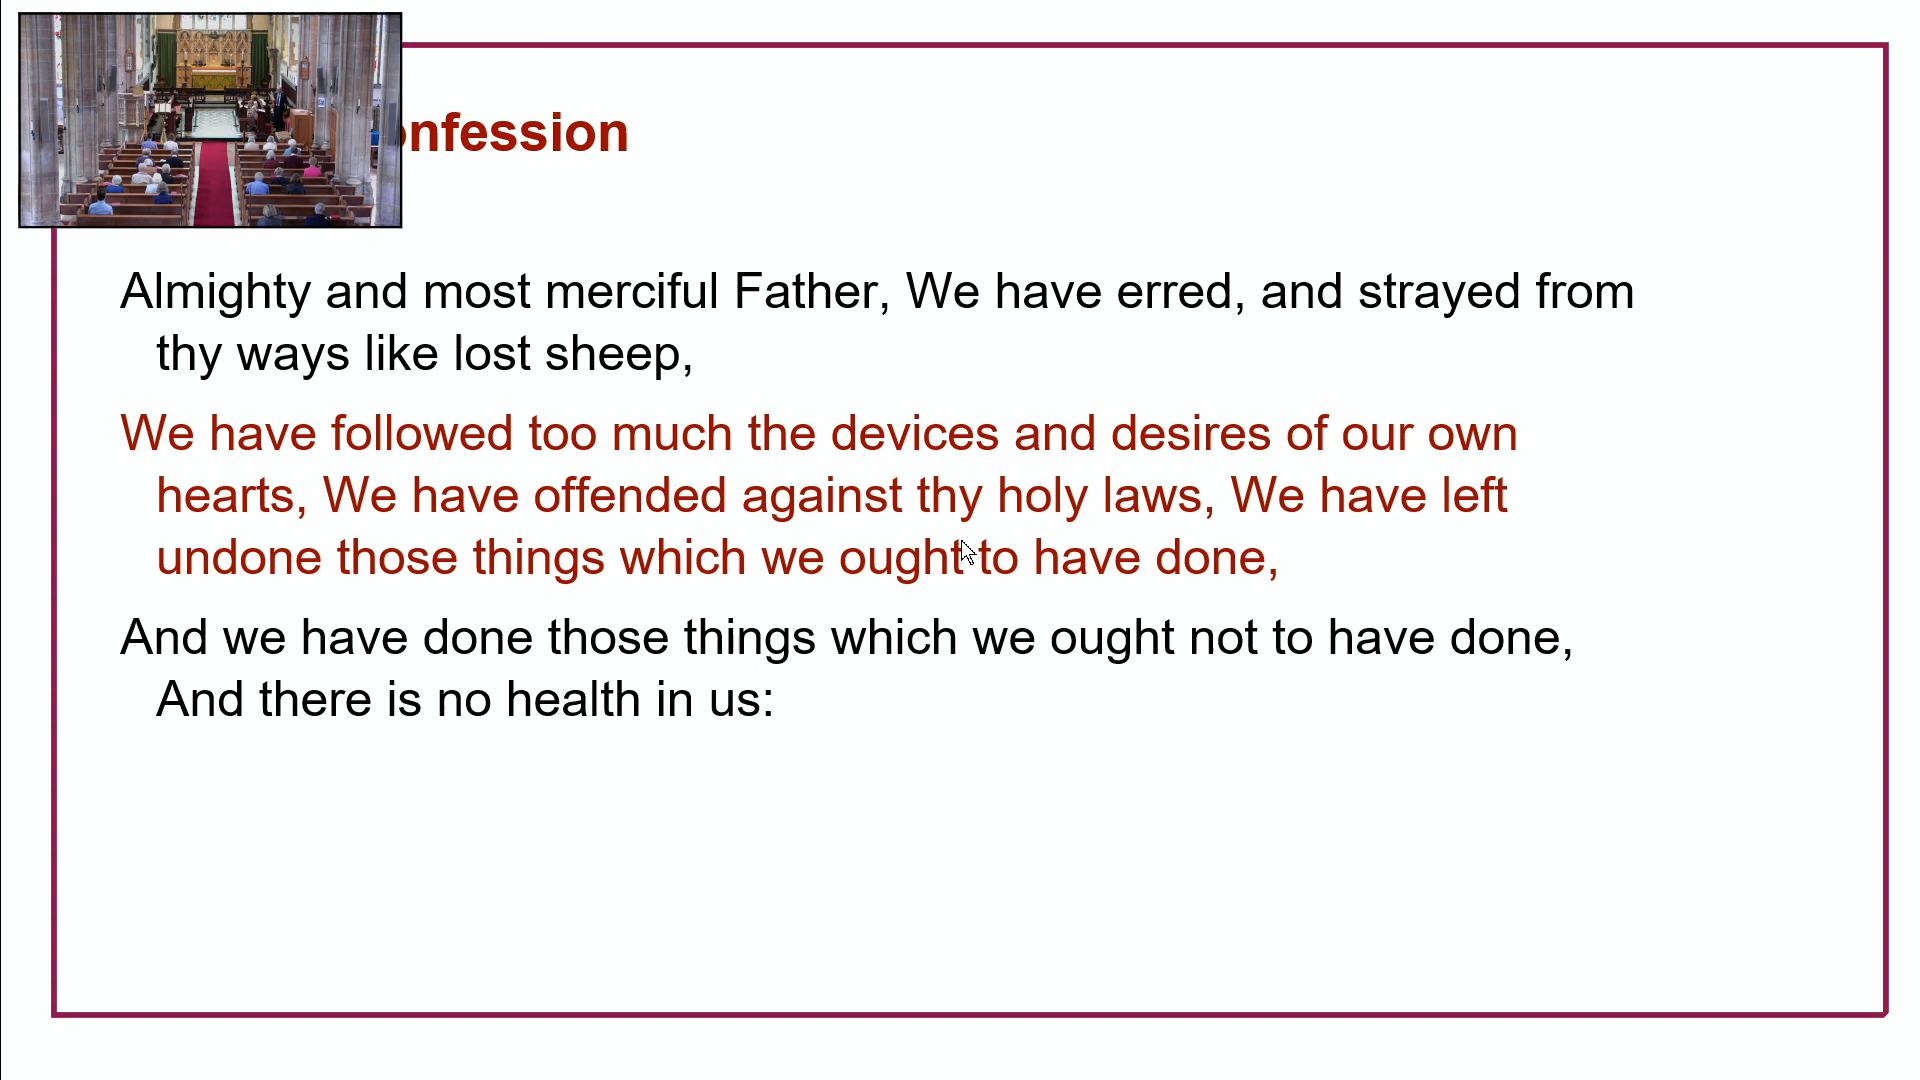 onfession
Almighty and most merciful Father, We have erred, and strayed from
thy ways like lost sheep,
We have followed too much the devices and desires of our own
hearts, We have offended against thy holy laws, We have left
undone those things which we ought to have done,
And we have done those things which we ought not to have done,
And there is no health in us: